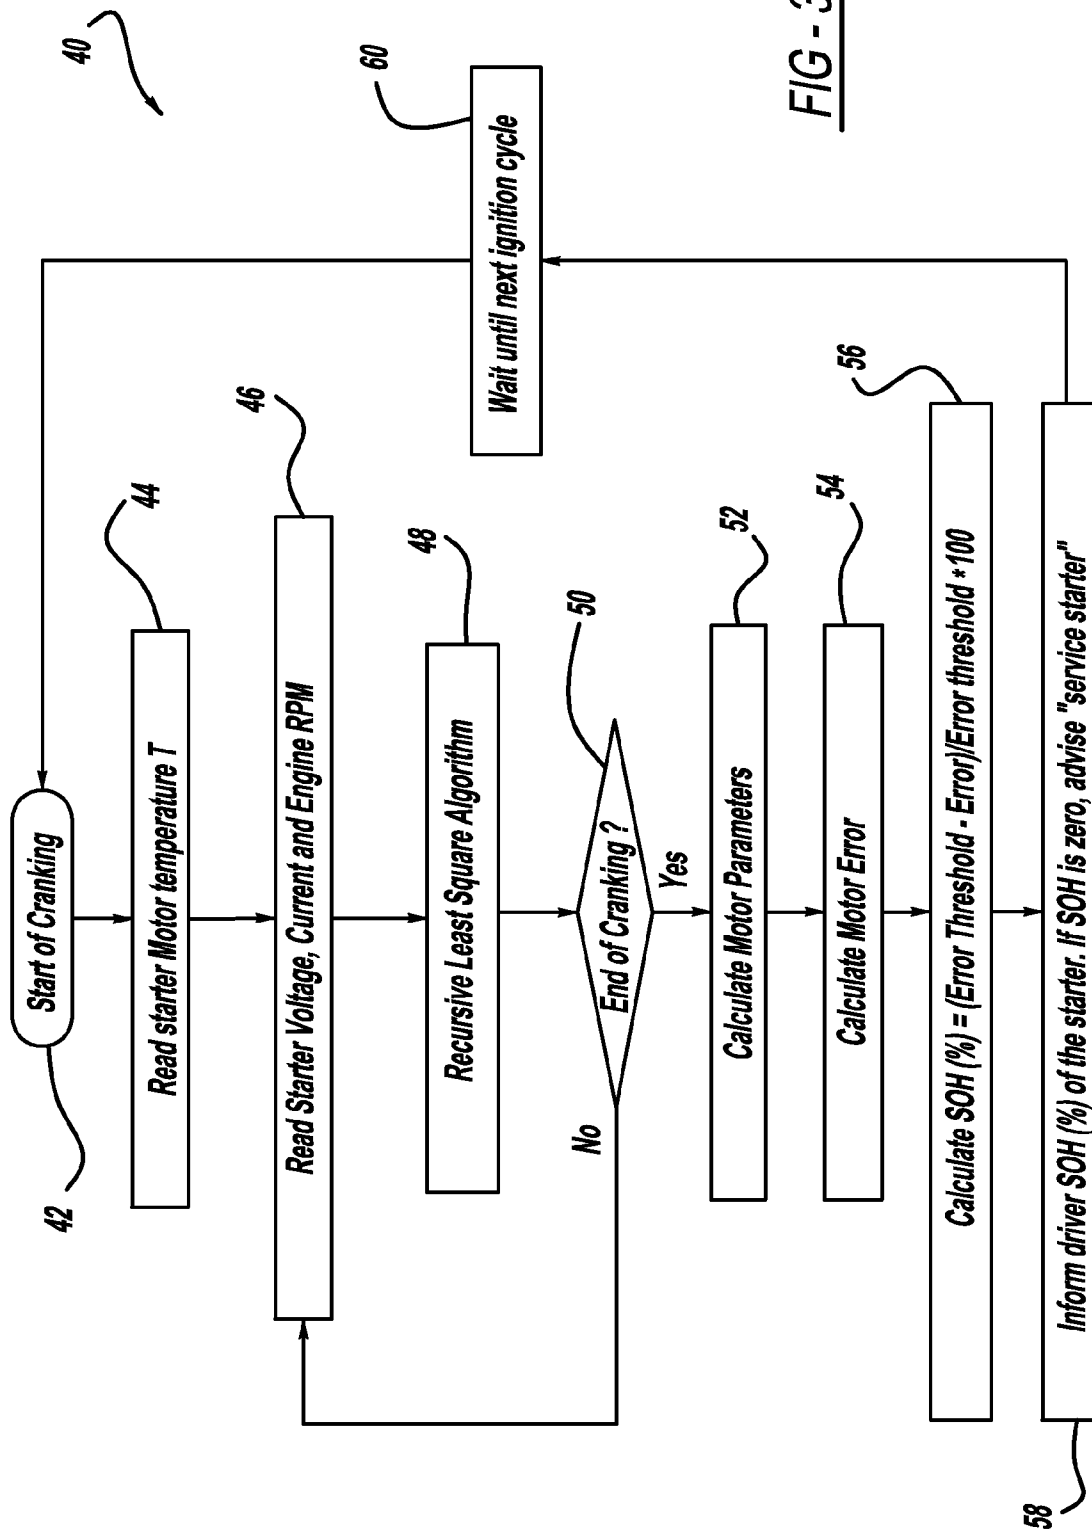 40
Start of Cranking
42
Read starter Motor temperature T
44
Read Starter Voltage, Current and Engine RPM
46
Recursive Least Square Algorithm
48
End of Cranking ?
50
No
Yes
Calculate Motor Parameters
52
Calculate Motor Error
54
Calculate SOH (%) = (Error Threshold - Error)/Error threshold * 100
56
Inform driver SOH (%) of the starter. If SOH is zero, advise "service starter"
58
Wait until next ignition cycle
60
FIG - 3